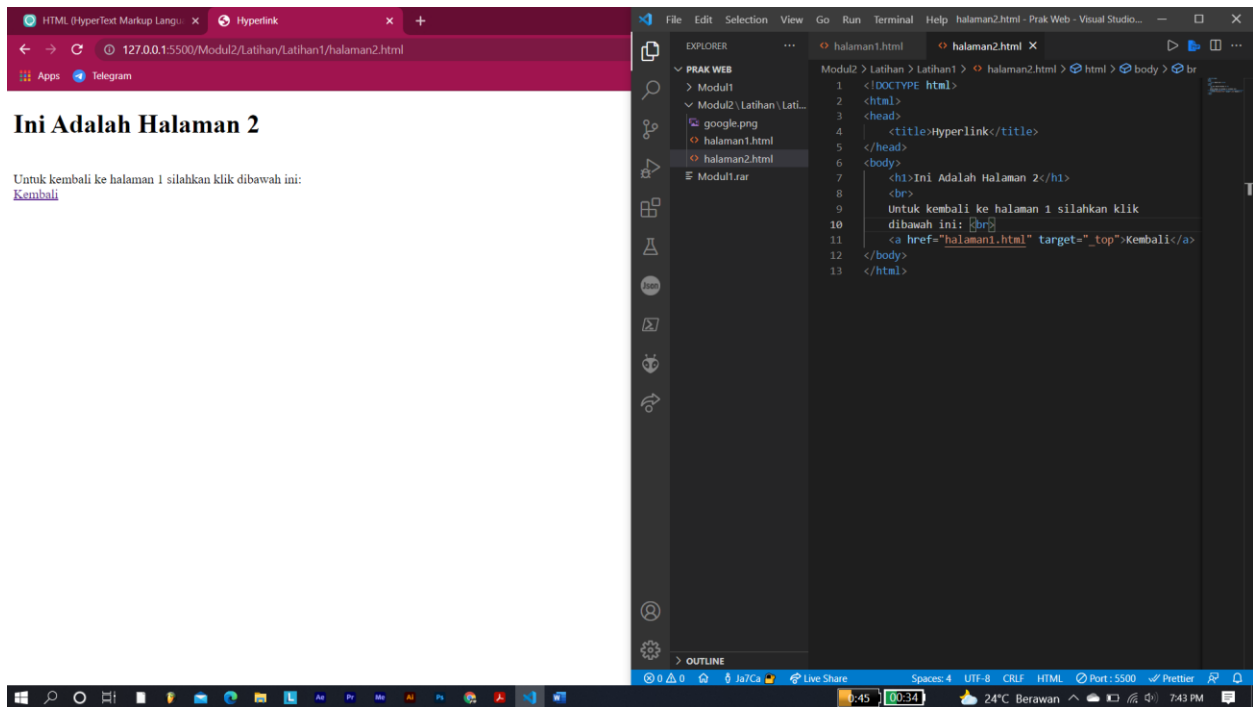 HTML (HyperText Markup Langu
Hyperlink
127.0.0.1:5500/Modul2/Latihan/Latihan1/halaman2.html
Apps
Telegram
Ini Adalah Halaman 2
Untuk kembali ke halaman 1 silahkan klik dibawah ini:
Kembali
File Edit Selection View Go Run Terminal Help halaman2.html - Prak Web - Visual Studio...
EXPLORER ...
PRAK WEB
> Modul1
Modul2 \ Latihan \ Lati...
google.png
halaman1.html
halaman2.html
Modul1.rar
Json
> OUTLINE
halaman1.html
halaman2.html
Modul2 > Latihan > Latihan1 > halaman2.html > html > body > br
1 <!DOCTYPE html>
2 <html>
3 <head>
4 <title>Hyperlink</title>
5 </head>
6 <body>
7 <h1>Ini Adalah Halaman 2</h1>
8 <br>
9 Untuk kembali ke halaman 1 silahkan klik
10 dibawah ini: <br>
11 <a href="halaman1.html" target="_top">Kembali</a>
12 </body>
13 </html>
0 0 Ja7Ca Live Share Spaces: 4 UTF-8 CRLF HTML Port : 5500 Prettier
L Ae Pr Me Ai Ps
0:45 00:34 24°C Berawan 7:43 PM